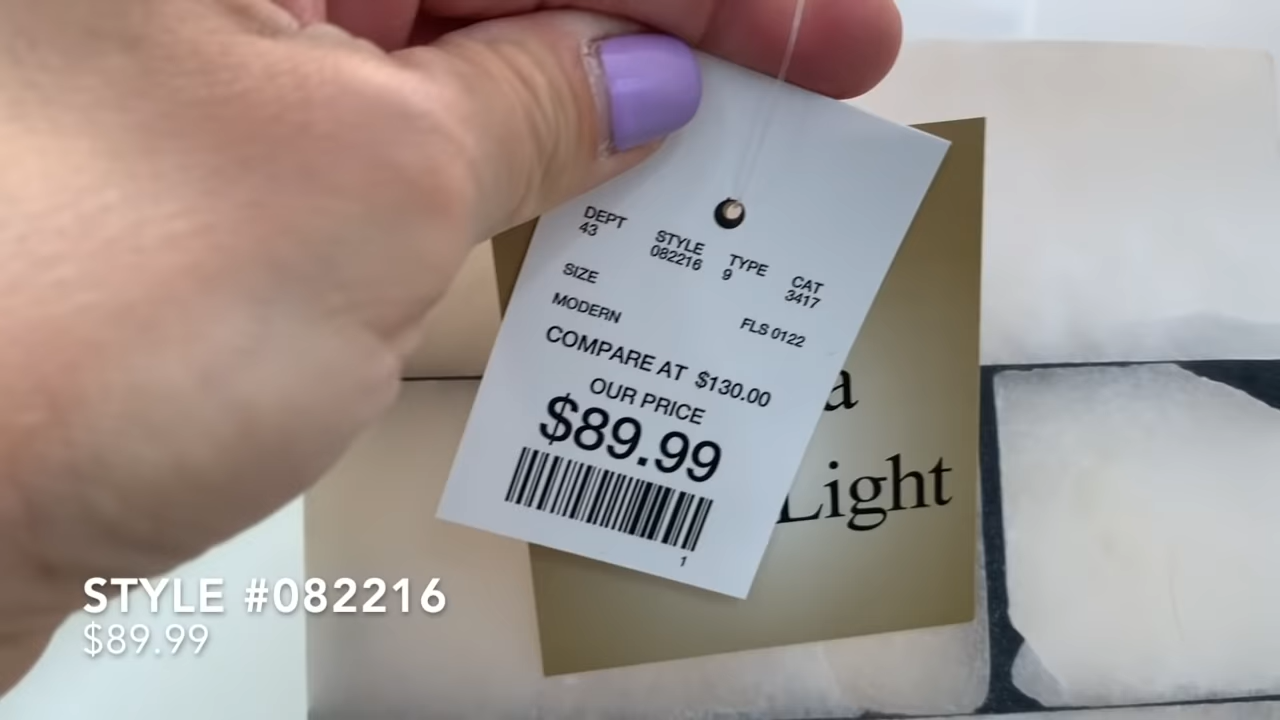 DEPT STYLE TYPE CAT
43 082216 9 3417
SIZE
MODERN FLS 0122
COMPARE AT $130.00
OUR PRICE
$89.99
1
a
Light
STYLE #082216
$89.99